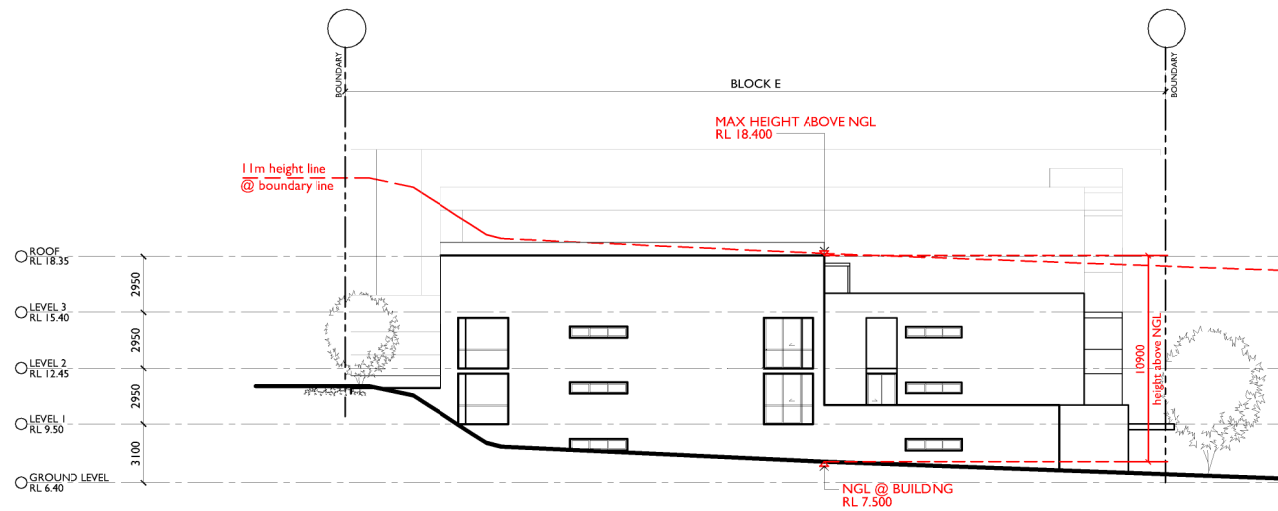 BOUNDARY
BOUNDARY
BLOCK E
MAX HEIGHT ABOVE NGL
RL 18.400
11m height line
@ boundary line
ROOF
RL 18.35
2950
LEVEL 3
RL 15.40
2950
LEVEL 2
RL 12.45
2950
LEVEL 1
RL 9.50
3100
GROUND LEVEL
RL 6.40
10900
height above NGL
NGL @ BUILDING
RL 7.500